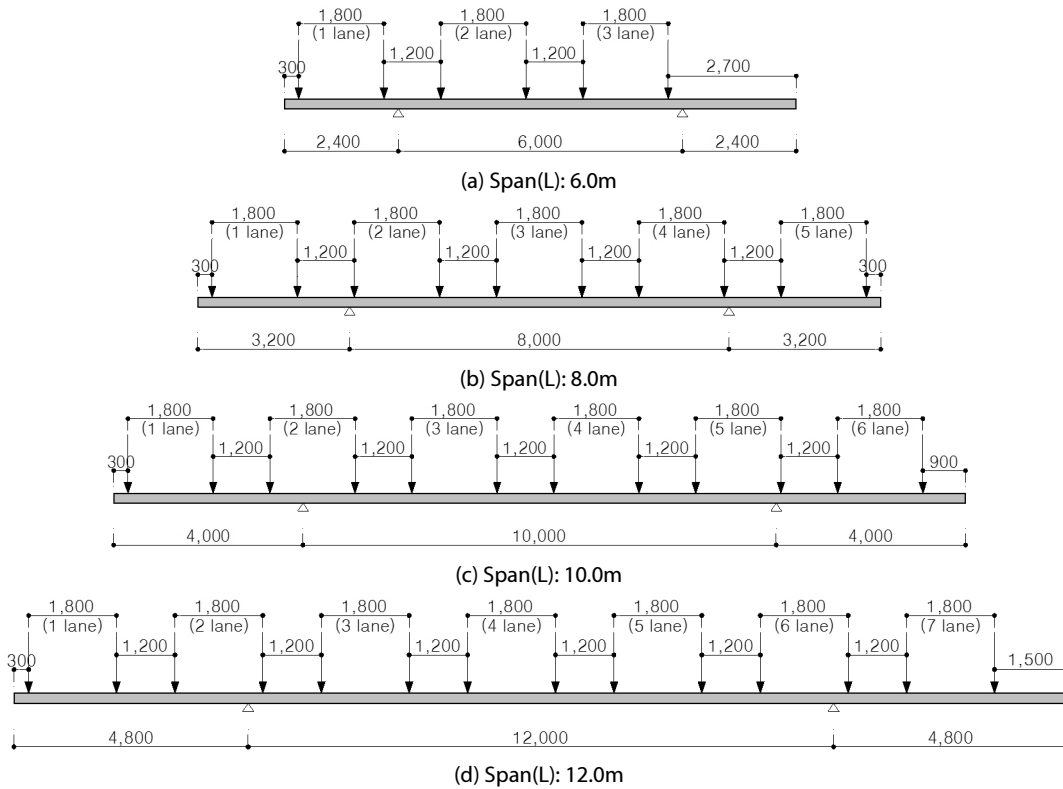 1,800 1,800 1,800
(1 lane) (2 lane) (3 lane)
1,200 1,200
300 2,700
2,400 6,000 2,400
(a) Span(L): 6.0m
1,800 1,800 1,800 1,800 1,800
(1 lane) (2 lane) (3 lane) (4 lane) (5 lane)
1,200 1,200 1,200 1,200
300 300
3,200 8,000 3,200
(b) Span(L): 8.0m
1,800 1,800 1,800 1,800 1,800 1,800
(1 lane) (2 lane) (3 lane) (4 lane) (5 lane) (6 lane)
1,200 1,200 1,200 1,200 1,200
300 900
4,000 10,000 4,000
(c) Span(L): 10.0m
1,800 1,800 1,800 1,800 1,800 1,800 1,800
(1 lane) (2 lane) (3 lane) (4 lane) (5 lane) (6 lane) (7 lane)
1,200 1,200 1,200 1,200 1,200 1,200
300 1,500
4,800 12,000 4,800
(d) Span(L): 12.0m